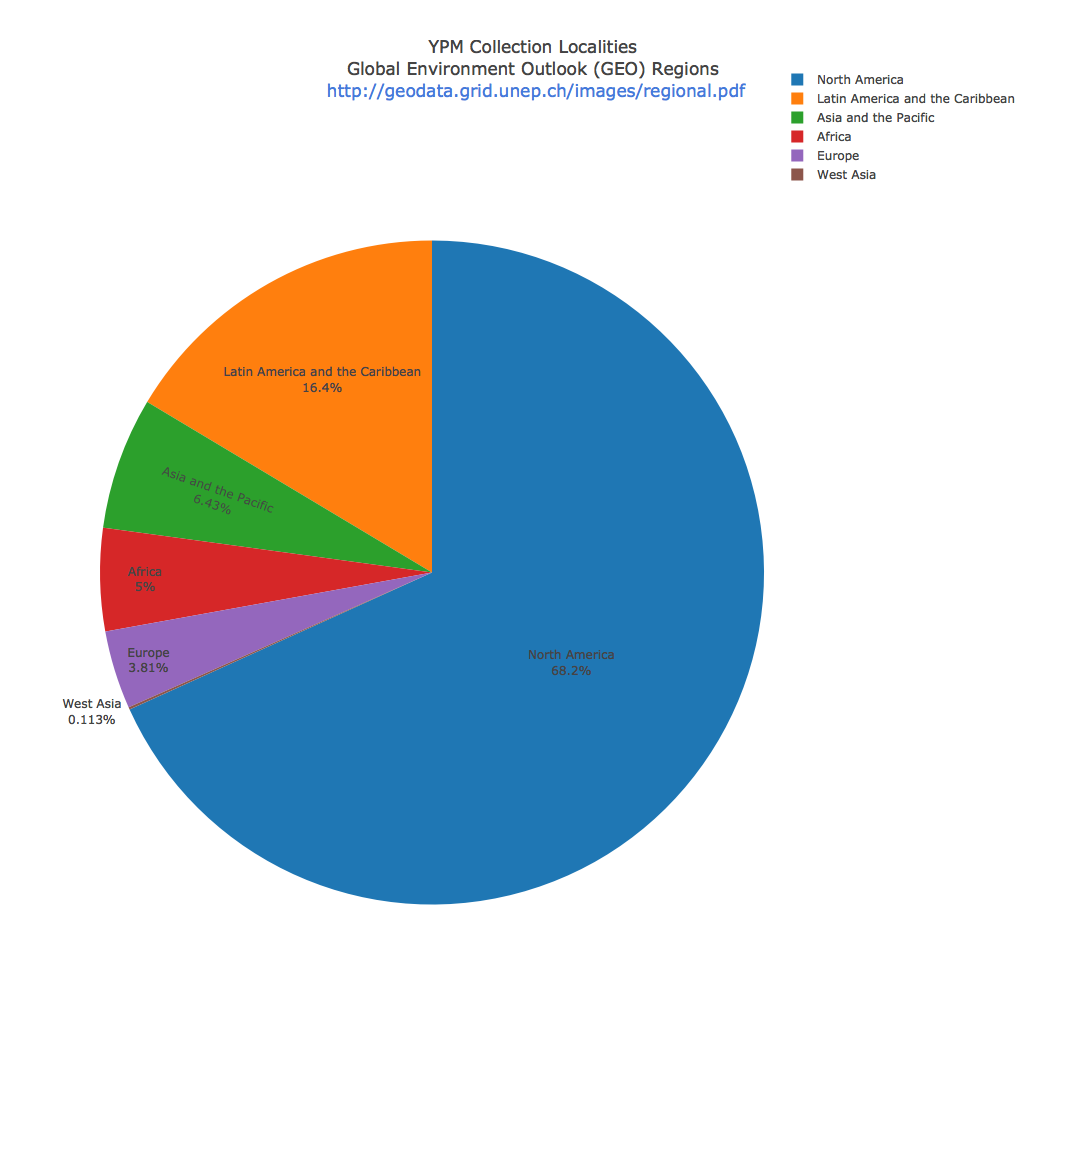 YPM Collection Localities
Global Environment Outlook (GEO) Regions
http://geodata.grid.unep.ch/images/regional.pdf
North America
Latin America and the Caribbean
Asia and the Pacific
Africa
Europe
West Asia
Latin America and the Caribbean
16.4%
Asia and the Pacific
6.43%
Africa
5%
Europe
3.81%
North America
68.2%
West Asia
0.113%